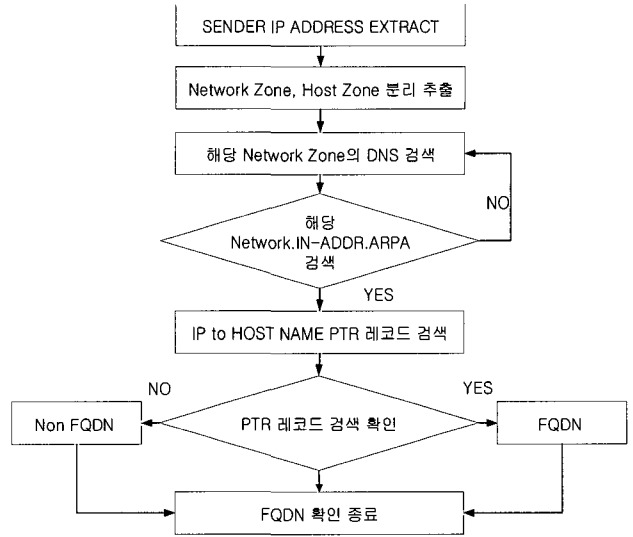 SENDER IP ADDRESS EXTRACT
Network Zone, Host Zone 분리 추출
해당 Network Zone의 DNS 검색
NO
해당
Network.IN-ADDR.ARPA
검색
YES
IP to HOST NAME PTR 레코드 검색
NO
YES
Non FQDN
PTR 레코드 검색 확인
FQDN
FQDN 확인 종료